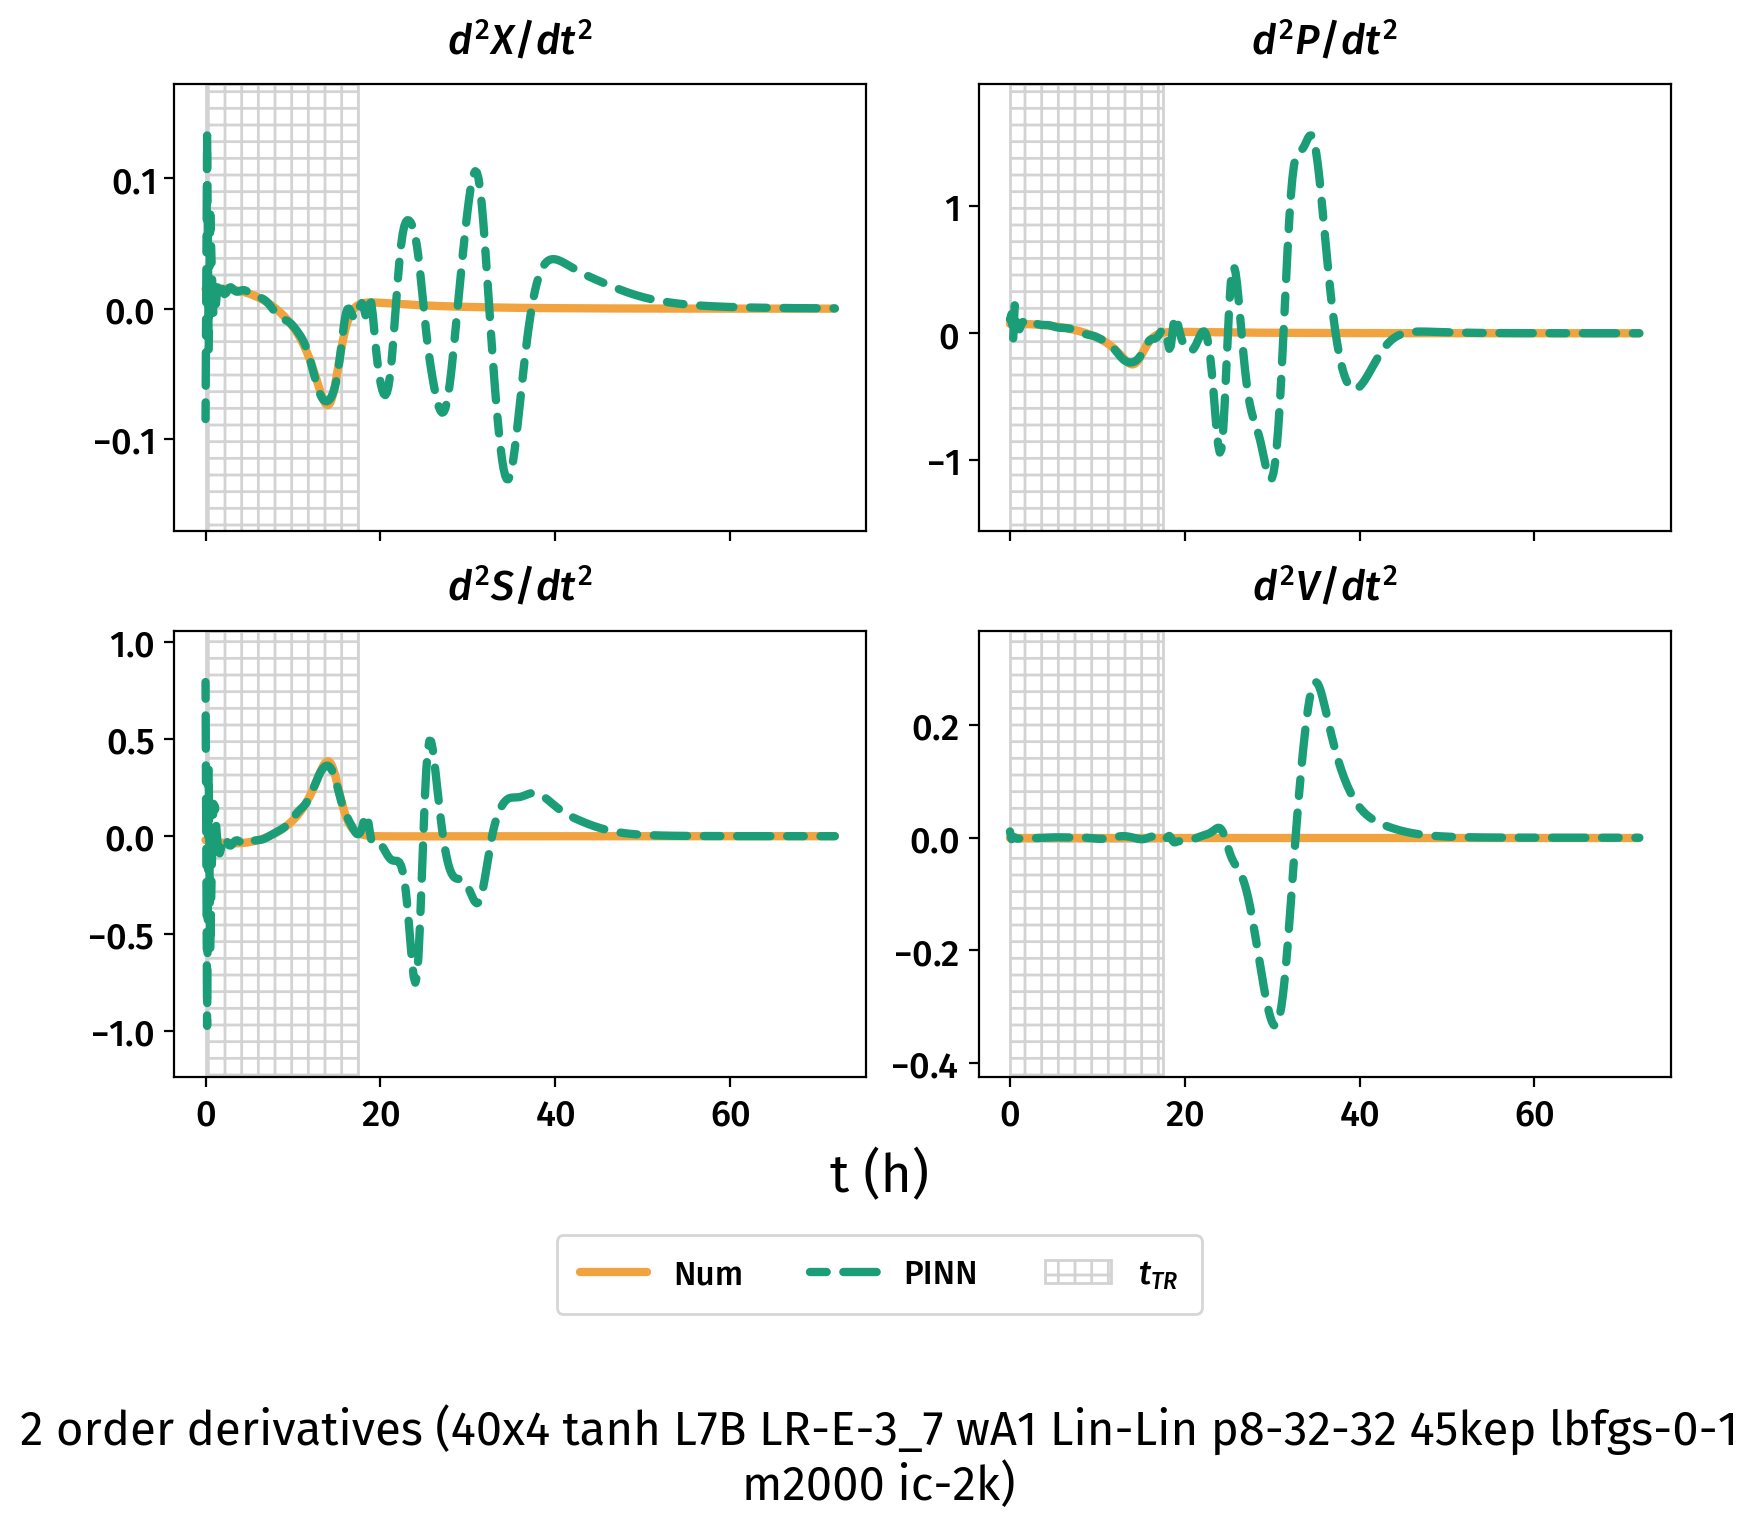 d²X/dt²
d²P/dt²
0.1
0.0
−0.1
1
0
−1
d²S/dt²
d²V/dt²
1.0
0.5
0.0
−0.5
−1.0
0.2
0.0
−0.2
−0.4
0 20 40 60
0 20 40 60
t (h)
Num PINN t_TR
2 order derivatives (40x4 tanh L7B LR-E-3_7 wA1 Lin-Lin p8-32-32 45kep lbfgs-0-1
m2000 ic-2k)